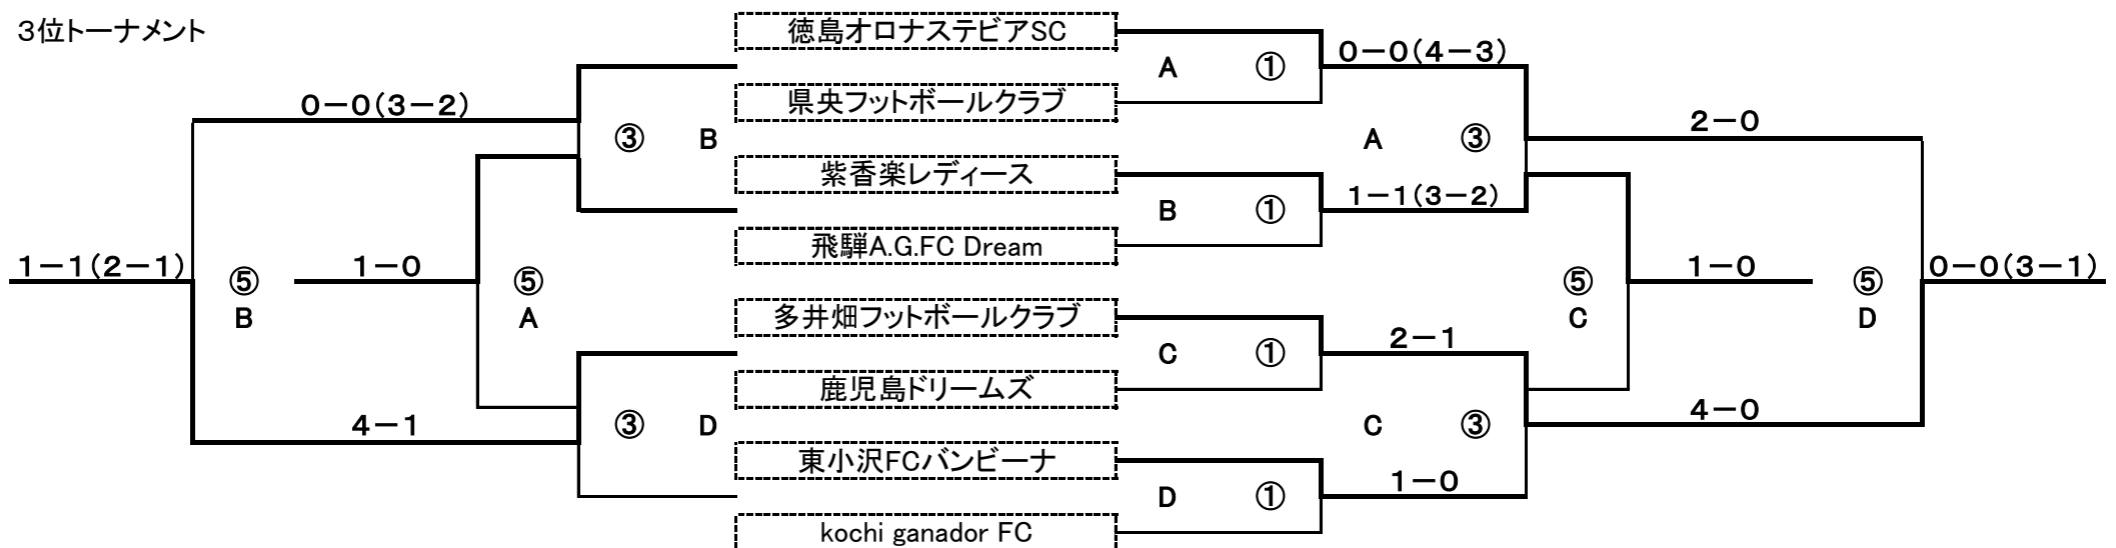 ３位トーナメント
徳島オロナステビアSC
A ① 0－0(4－3)
0－0(3－2)
県央フットボールクラブ
③ B
A ③
2－0
紫香楽レディース
B ① 1－1(3－2)
飛騨A.G.FC Dream
1－1(2－1)
⑤
B
1－0
⑤
A
⑤
C
1－0
⑤
D
0－0(3－1)
多井畑フットボールクラブ
C ① 2－1
鹿児島ドリームズ
4－1
③ D
C ③
4－0
東小沢FCバンビーナ
D ① 1－0
kochi ganador FC